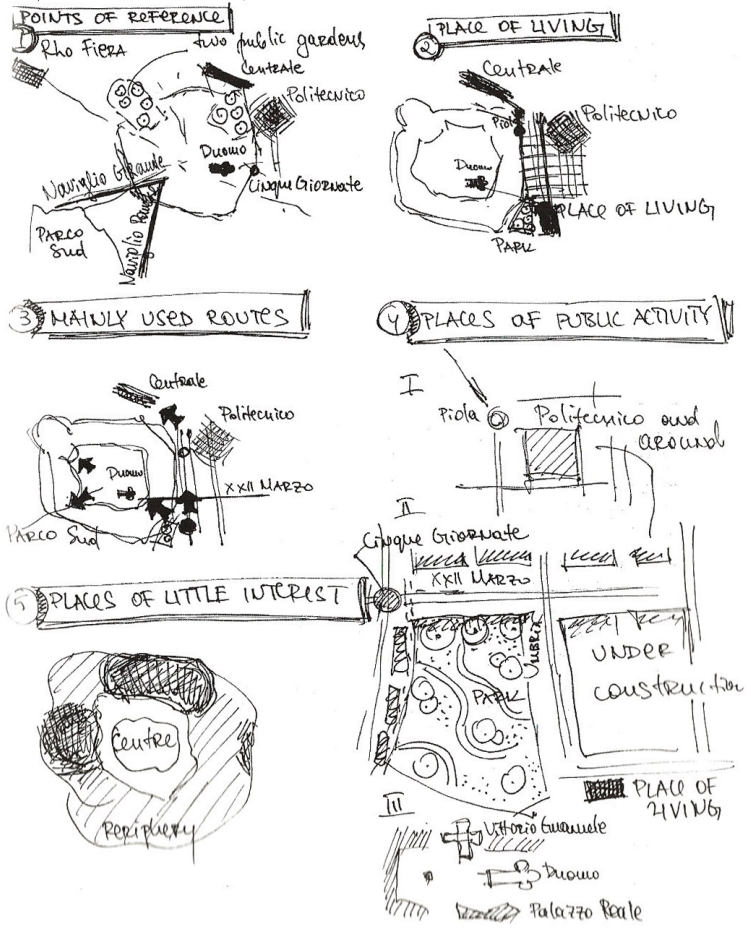 POINTS OF REFERENCE
1 Rho FIERA
two public gardens
CENTRALE
Politecnico
Duomo
Cinque Giornate
Naviglio Grande
Naviglio
PARCO
Sud
2 PLACE OF LIVING
Centrale
Piola
Politecnico
Duomo
PLACE OF LIVING
PARK
3 MAINLY USED ROUTES
Centrale
Politecnico
Duomo
XXII MARZO
PARCO Sud
4 PLACES OF PUBLIC ACTIVITY
I
Piola
Politecnico and
around
II
Cinque Giornate
XXII MARZO
UMBRIA
PARK
UNDER
construction
PLACE OF
LIVING
III
Vittorio Emanuele
Duomo
Palazzo Reale
5 PLACES OF LITTLE INTEREST
Centre
Periphery